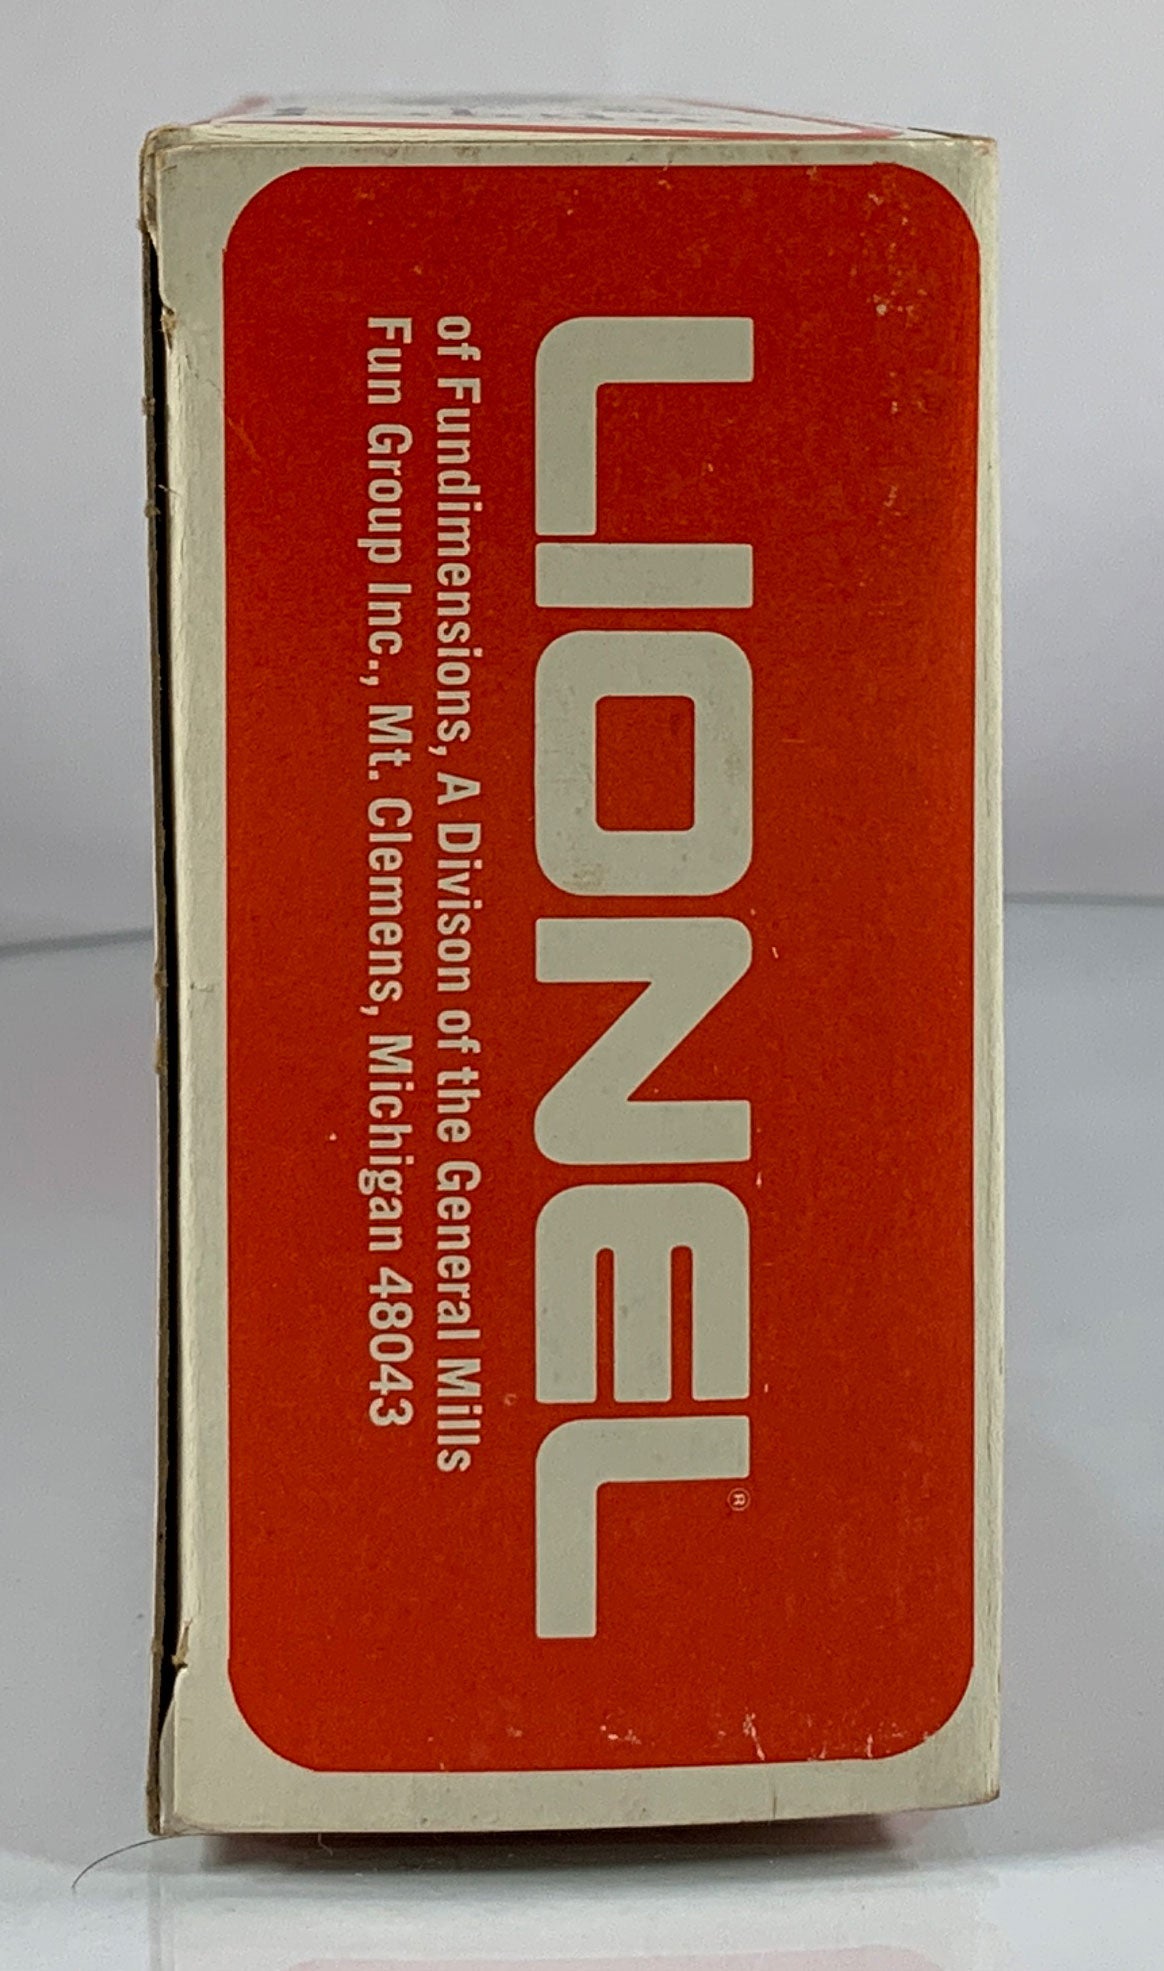 LIONEL®
of Fundimensions, A Divison of the General Mills
Fun Group Inc., Mt. Clemens, Michigan 48043